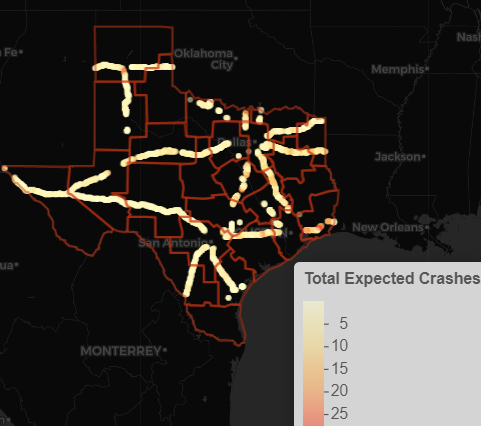 Fe
Oklahoma
City
Nash
Memphis
Dallas
Jackson
New Orleans
San Antonio
ua
Total Expected Crashes
5
10
MONTERREY
15
20
25